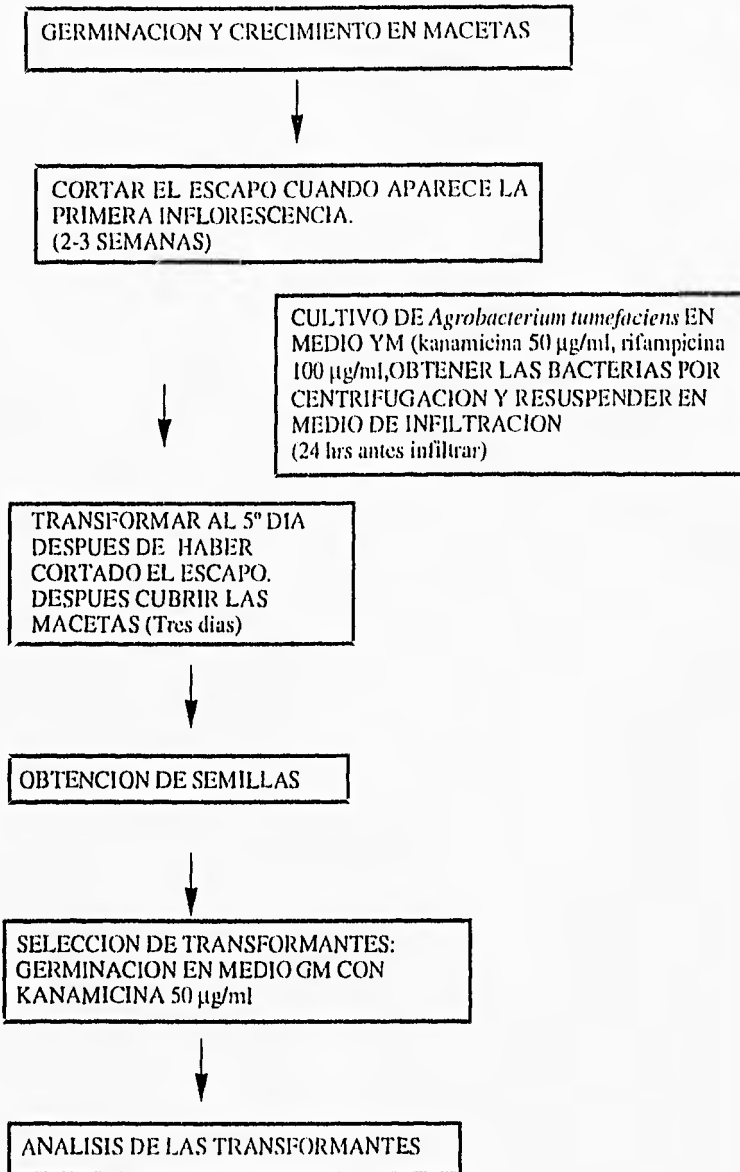 GERMINACION Y CRECIMIENTO EN MACETAS
CORTAR EL ESCAPO CUANDO APARECE LA
PRIMERA INFLORESCENCIA.
(2-3 SEMANAS)
CULTIVO DE Agrobacterium tumefaciens EN
MEDIO YM (kanamicina 50 µg/ml, rifampicina
100 µg/ml,OBTENER LAS BACTERIAS POR
CENTRIFUGACION Y RESUSPENDER EN
MEDIO DE INFILTRACION
(24 hrs antes infiltrar)
TRANSFORMAR AL 5º DIA
DESPUES DE HABER
CORTADO EL ESCAPO.
DESPUES CUBRIR LAS
MACETAS (Tres dias)
OBTENCION DE SEMILLAS
SELECCION DE TRANSFORMANTES:
GERMINACION EN MEDIO GM CON
KANAMICINA 50 µg/ml
ANALISIS DE LAS TRANSFORMANTES